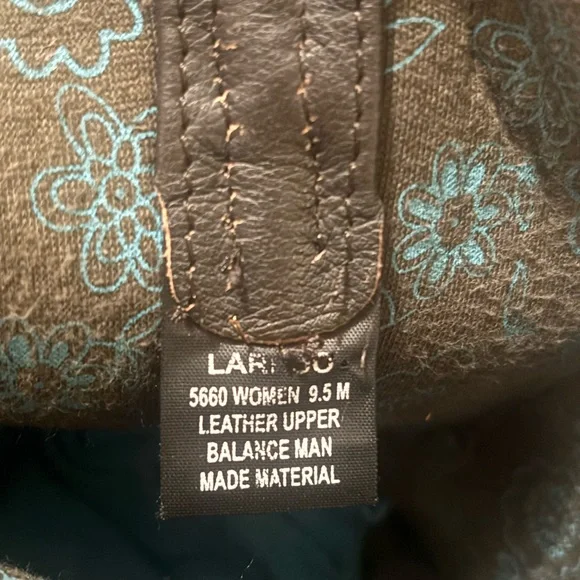 5660 WOMEN 9.5 M
LEATHER UPPER
BALANCE MAN
MADE MATERIAL